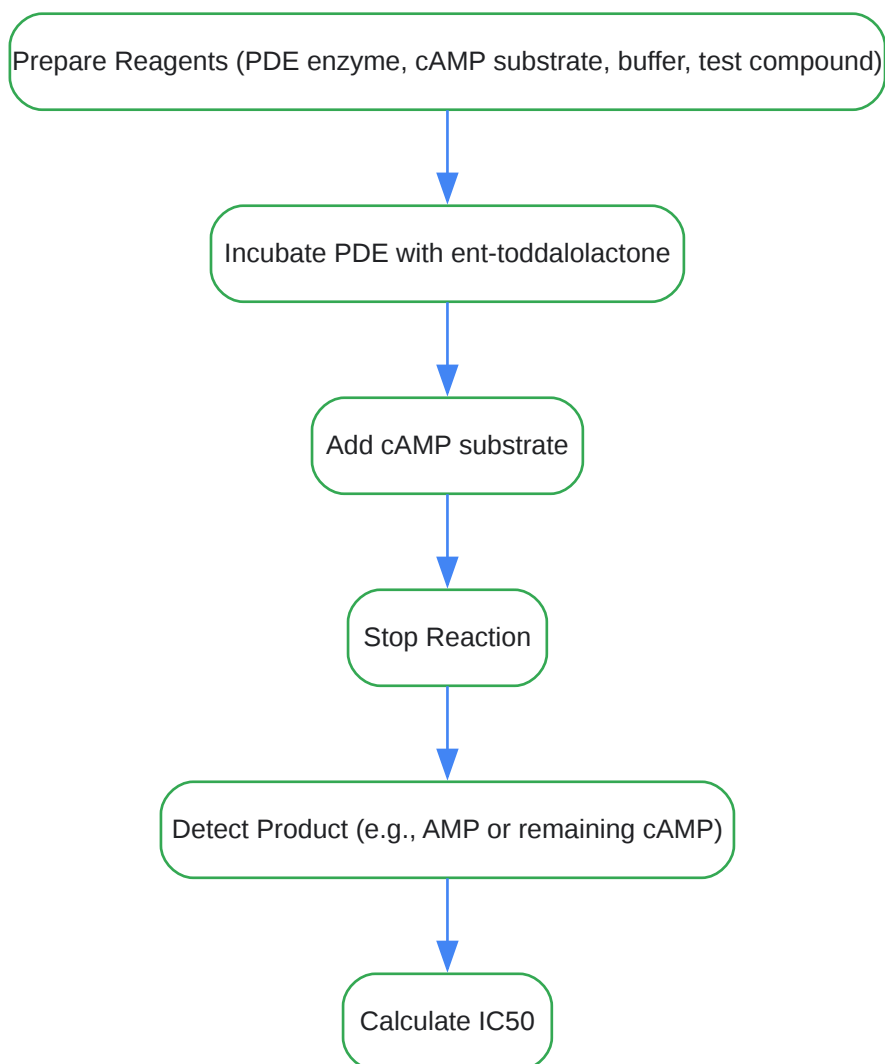 Prepare Reagents (PDE enzyme, cAMP substrate, buffer, test compound)
Incubate PDE with ent-toddalolactone
Add cAMP substrate
Stop Reaction
Detect Product (e.g., AMP or remaining cAMP)
Calculate IC50